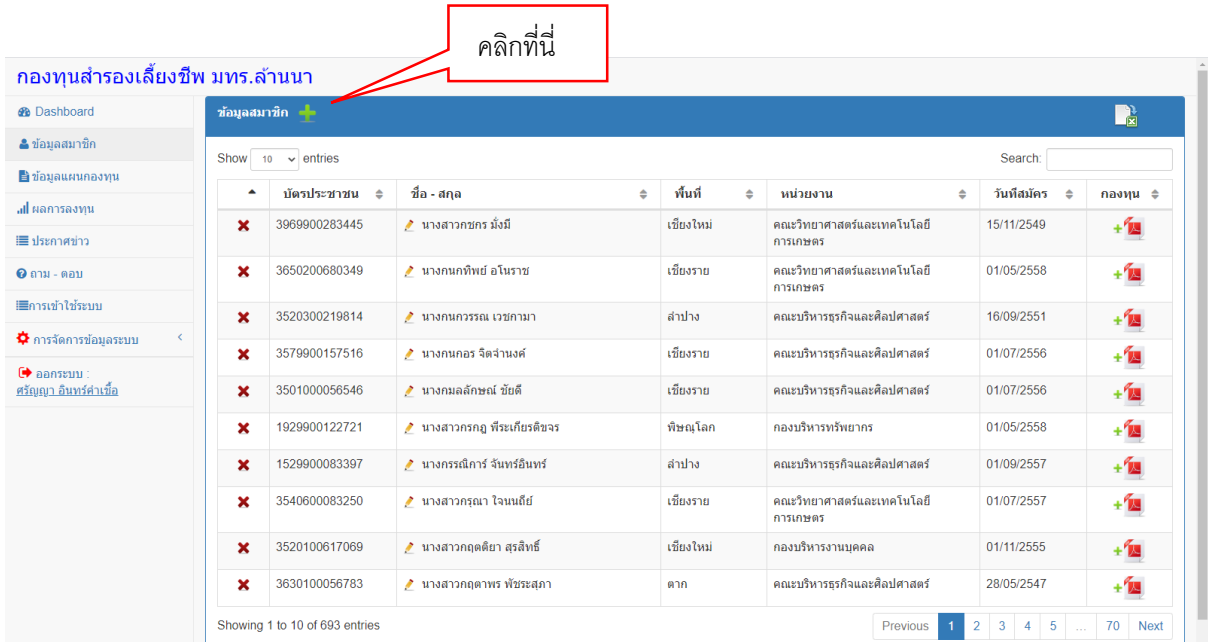 คลิกที่นี่
กองทุนสำรองเลี้ยงชีพ มทร.ล้านนา
Dashboard
ข้อมูลสมาชิก
ข้อมูลแผนกองทุน
ผลการลงทุน
ประกาศข่าว
ถาม - ตอบ
การเข้าใช้ระบบ
การจัดการข้อมูลระบบ
ออกระบบ :
ศรัญญา อินทร์คำเชื้อ
ข้อมูลสมาชิก
Show 10 entries Search:
บัตรประชาชน ชื่อ - สกุล พื้นที่ หน่วยงาน วันที่สมัคร กองทุน
3969900283445 นางสาวกชกร มั่งมี เชียงใหม่ คณะวิทยาศาสตร์และเทคโนโลยี 15/11/2549
การเกษตร
3650200680349 นางกนกทิพย์ อโนราช เชียงราย คณะวิทยาศาสตร์และเทคโนโลยี 01/05/2558
การเกษตร
3520300219814 นางกนกวรรณ เวชกามา ลำปาง คณะบริหารธุรกิจและศิลปศาสตร์ 16/09/2551
3579900157516 นางกนกอร จิตจำนงค์ เชียงราย คณะบริหารธุรกิจและศิลปศาสตร์ 01/07/2556
3501000056546 นางกมลลักษณ์ ชัยดี เชียงราย คณะบริหารธุรกิจและศิลปศาสตร์ 01/07/2556
1929900122721 นางสาวกรกฎ พีระเกียรติขจร พิษณุโลก กองบริหารทรัพยากร 01/05/2558
1529900083397 นางกรรณิการ์ จันทร์อินทร์ ลำปาง คณะบริหารธุรกิจและศิลปศาสตร์ 01/09/2557
3540600083250 นางสาวกรุณา ใจนนถีย์ เชียงราย คณะวิทยาศาสตร์และเทคโนโลยี 01/07/2557
การเกษตร
3520100617069 นางสาวกฤตติยา สุรสิทธิ์ เชียงใหม่ กองบริหารงานบุคคล 01/11/2555
3630100056783 นางสาวกฤตาพร พัชระสุภา ตาก คณะบริหารธุรกิจและศิลปศาสตร์ 28/05/2547
Showing 1 to 10 of 693 entries Previous 1 2 3 4 5 ... 70 Next